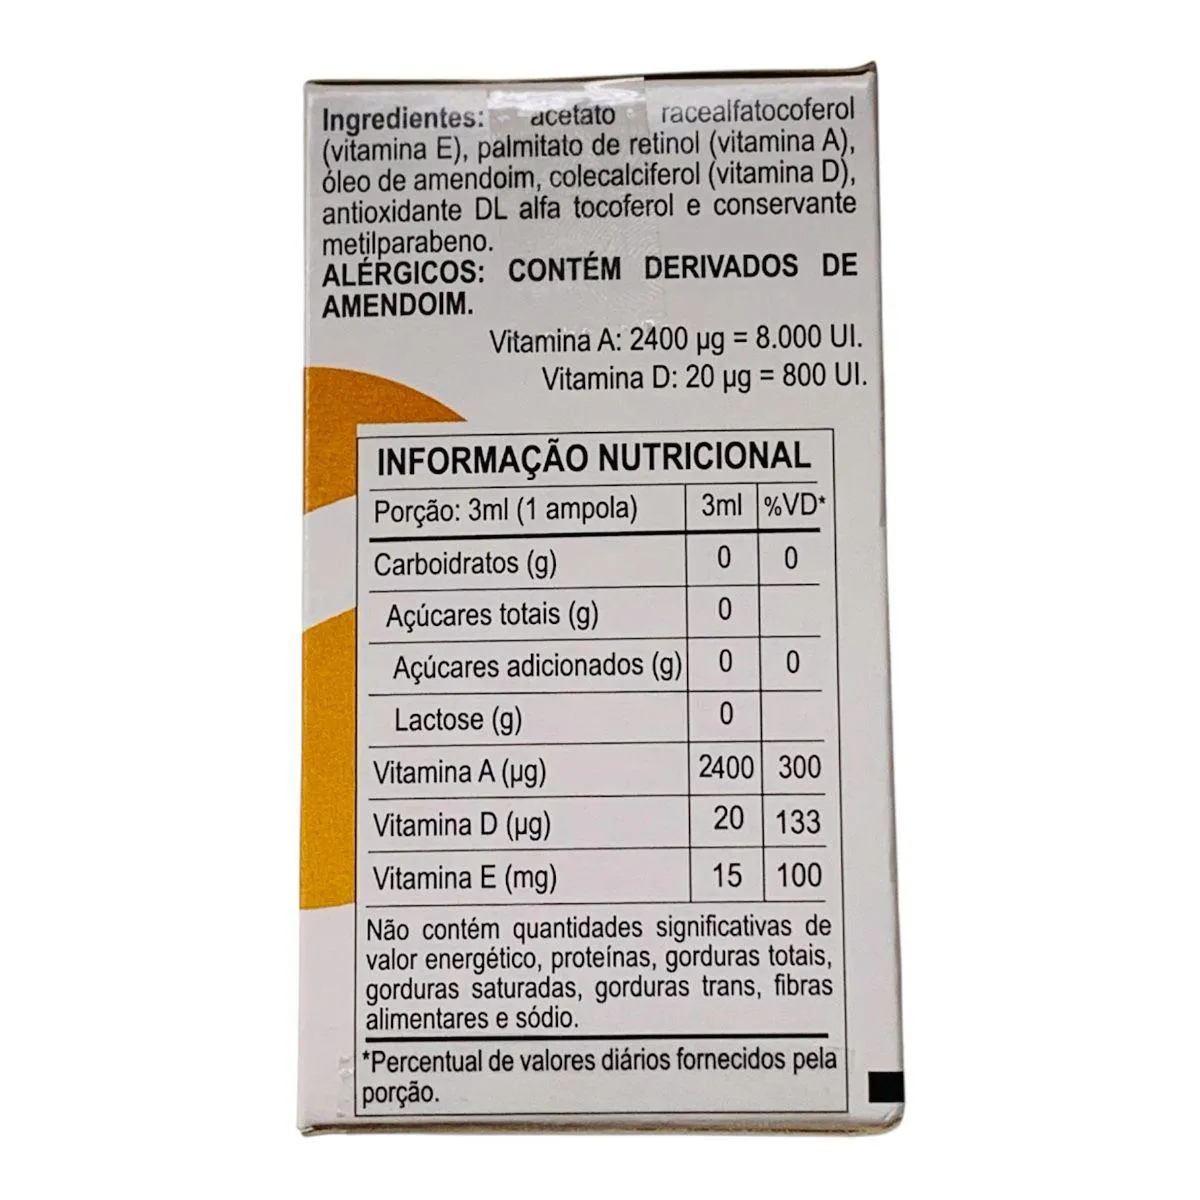 Ingredientes: acetato racealfatocoferol
(vitamina E), palmitato de retinol (vitamina A),
óleo de amendoim, colecalciferol (vitamina D),
antioxidante DL alfa tocoferol e conservante
metilparabeno.
ALÉRGICOS: CONTÉM DERIVADOS DE
AMENDOIM.
Vitamina A: 2400 µg = 8.000 UI.
Vitamina D: 20 µg = 800 UI.
INFORMAÇÃO NUTRICIONAL
Porção: 3ml (1 ampola) 3ml %VD*
Carboidratos (g) 0 0
Açúcares totais (g) 0
Açúcares adicionados (g) 0 0
Lactose (g) 0
Vitamina A (µg) 2400 300
Vitamina D (µg) 20 133
Vitamina E (mg) 15 100
Não contém quantidades significativas de
valor energético, proteínas, gorduras totais,
gorduras saturadas, gorduras trans, fibras
alimentares e sódio.
*Percentual de valores diários fornecidos pela
porção.